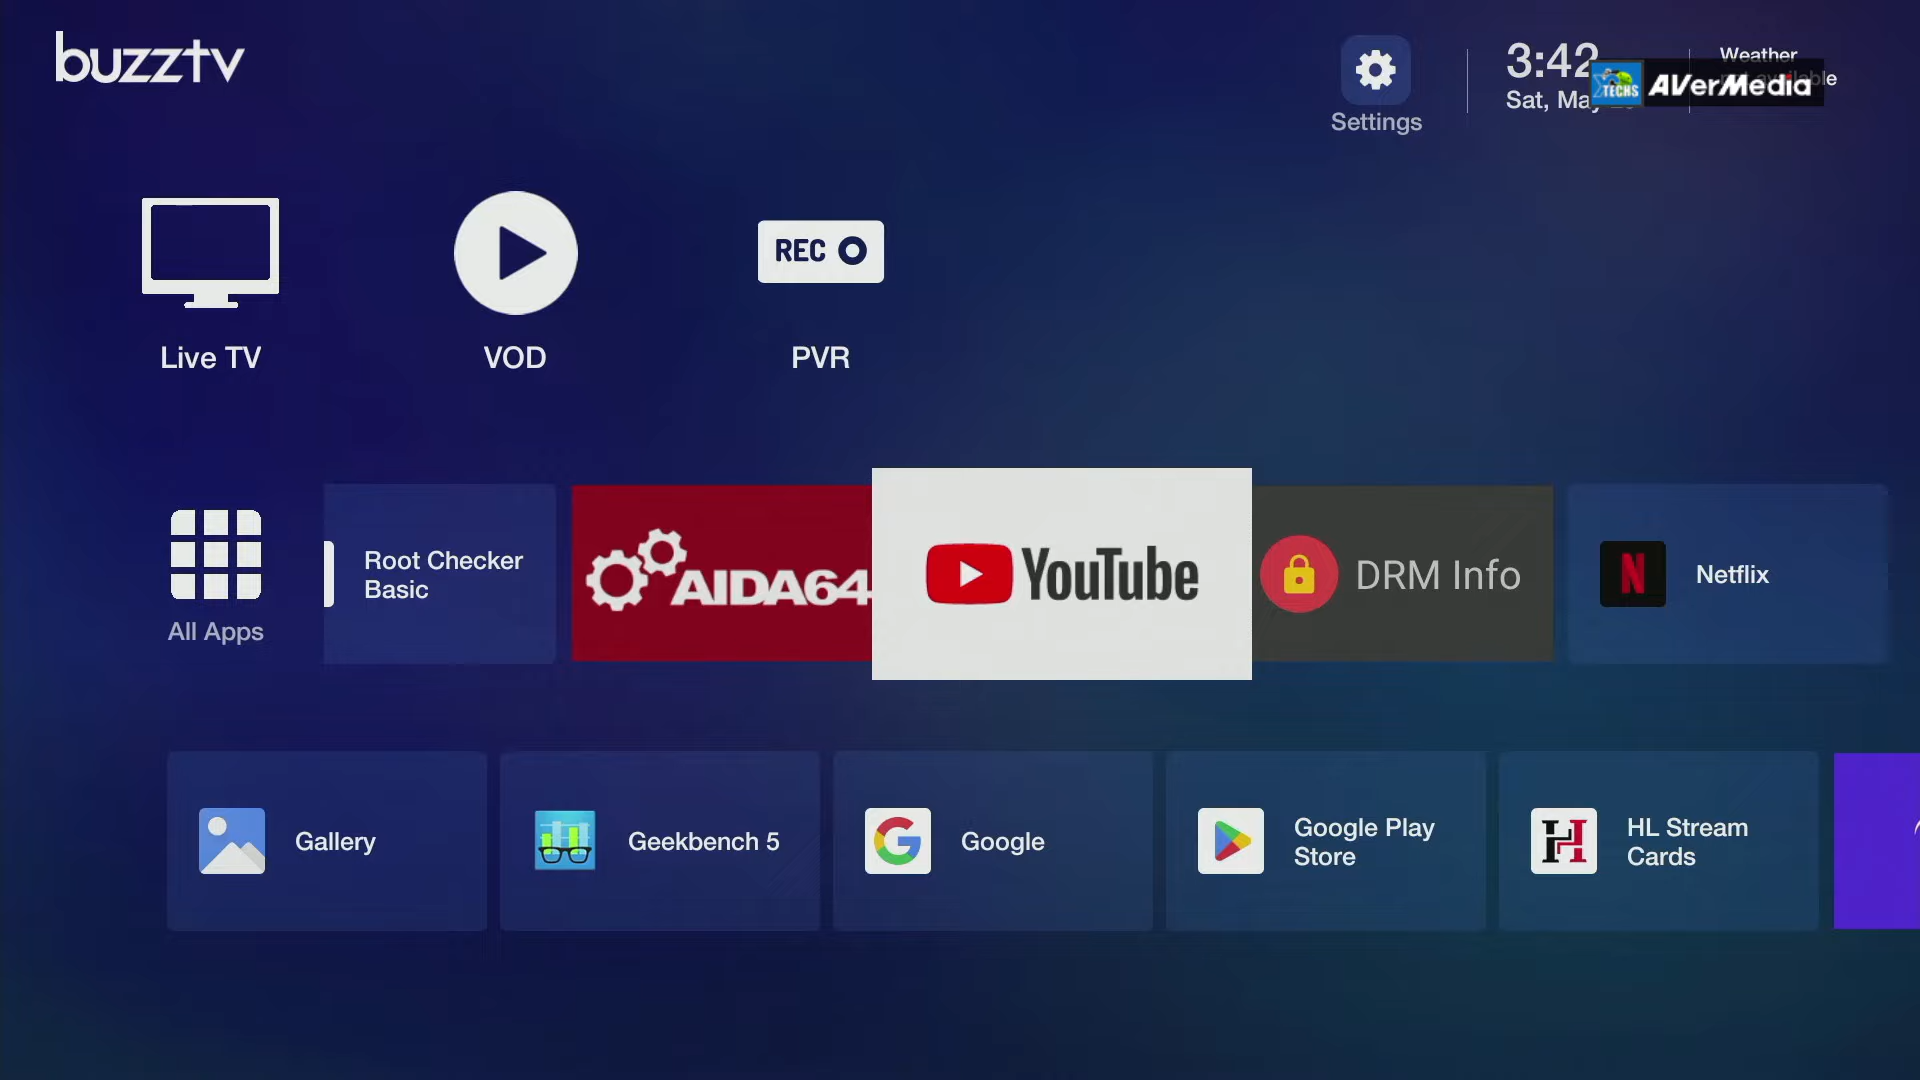 buzztv
Settings
3:42
Sat, May
Weather
TECHS
AVerMedia
REC
Live TV
VOD
PVR
All Apps
Root Checker
Basic
AIDA64
YouTube
DRM Info
N
Netflix
Gallery
Geekbench 5
G
Google
Google Play
Store
H
HL Stream
Cards